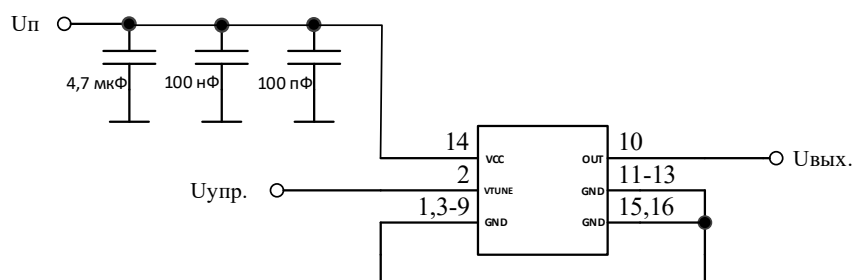 Uп
4,7 мкФ 100 нФ 100 пФ
14 10
VCC OUT Uвых.
2 11-13
Uупр. VTUNE GND
1,3-9 15,16
GND GND